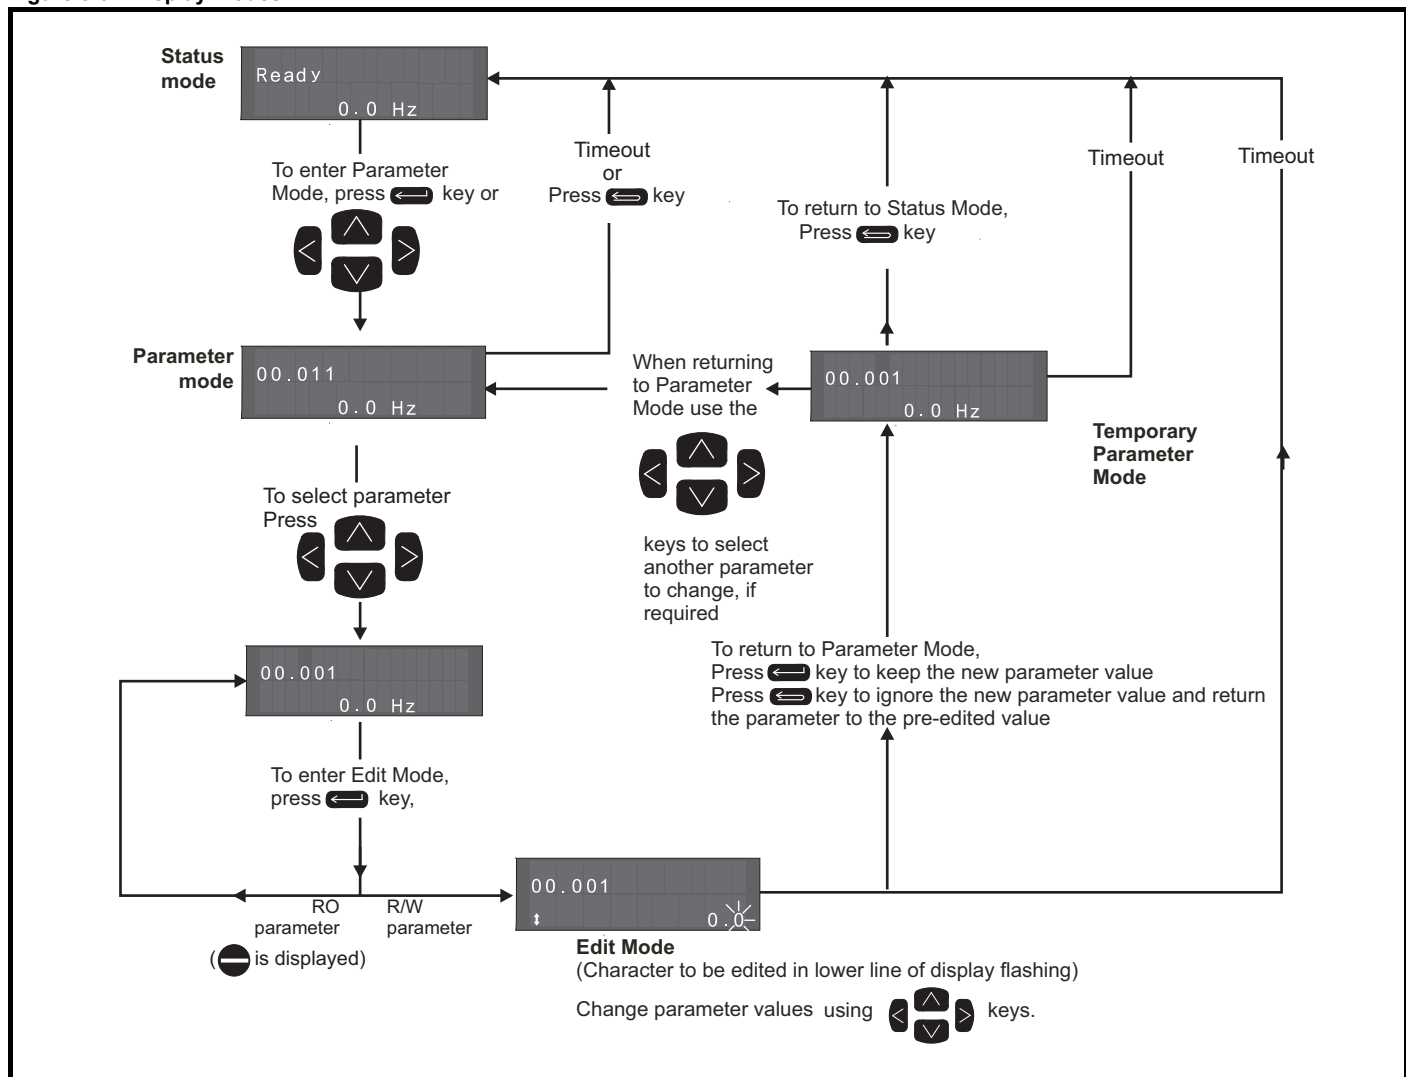 Status
mode
Ready
0.0 Hz
To enter Parameter
Mode, press key or
Timeout
or
Press key
To return to Status Mode,
Press key
Timeout
Timeout
Parameter
mode
00.011
0.0 Hz
When returning
to Parameter
Mode use the
keys to select
another parameter
to change, if
required
00.001
0.0 Hz
Temporary
Parameter
Mode
To select parameter
Press
00.001
0.0 Hz
To return to Parameter Mode,
Press key to keep the new parameter value
Press key to ignore the new parameter value and return
the parameter to the pre-edited value
To enter Edit Mode,
press key,
RO
parameter
( is displayed)
R/W
parameter
00.001
0.0
Edit Mode
(Character to be edited in lower line of display flashing)
Change parameter values using keys.